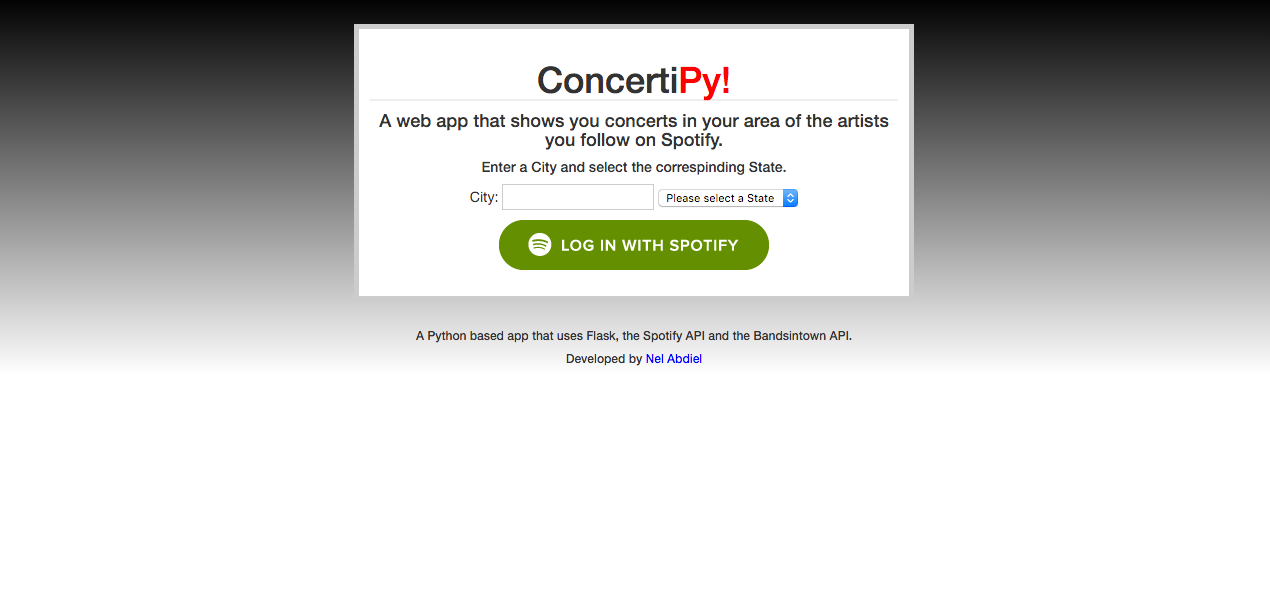 ConcertiPy!
A web app that shows you concerts in your area of the artists
you follow on Spotify.
Enter a City and select the correspinding State.
City: Please select a State
LOG IN WITH SPOTIFY
A Python based app that uses Flask, the Spotify API and the Bandsintown API.
Developed by Nel Abdiel